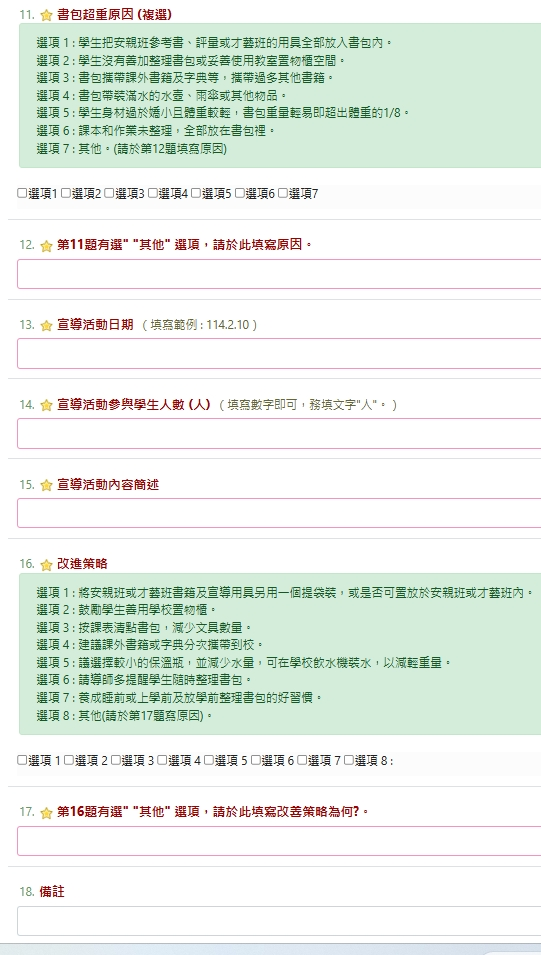 11. 書包超重原因 (複選)
選項 1 : 學生把安親班參考書、評量或才藝班的用具全部放入書包內。
選項 2 : 學生沒有善加整理書包或妥善使用教室置物櫃空間。
選項 3 : 書包攜帶課外書籍及字典等，攜帶過多其他書籍。
選項 4 : 書包帶裝滿水的水壺、雨傘或其他物品。
選項 5 : 學生身材過於嬌小且體重較輕，書包重量輕易即超出體重的1/8。
選項 6 : 課本和作業未整理，全部放在書包裡。
選項 7 : 其他。(請於第12題填寫原因)
選項1 選項2 選項3 選項4 選項5 選項6 選項7
12. 第11題有選" "其他" 選項，請於此填寫原因。
13. 宣導活動日期 （ 填寫範例 : 114.2.10 ）
14. 宣導活動參與學生人數 (人) （ 填寫數字即可，務填文字"人"。 ）
15. 宣導活動內容簡述
16. 改進策略
選項 1 : 將安親班或才藝班書籍及宣導用具另用一個提袋裝，或是否可置放於安親班或才藝班內。
選項 2 : 鼓勵學生善用學校置物櫃。
選項 3 : 按課表清點書包，減少文具數量。
選項 4 : 建議課外書籍或字典分次攜帶到校。
選項 5 : 議選擇較小的保溫瓶，並減少水量，可在學校飲水機裝水，以減輕重量。
選項 6 : 請導師多提醒學生隨時整理書包。
選項 7 : 養成睡前或上學前及放學前整理書包的好習慣。
選項 8 : 其他(請於第17題寫原因)。
選項 1 選項 2 選項 3 選項 4 選項 5 選項 6 選項 7 選項 8 :
17. 第16題有選" "其他" 選項，請於此填寫改善策略為何? 。
18. 備註